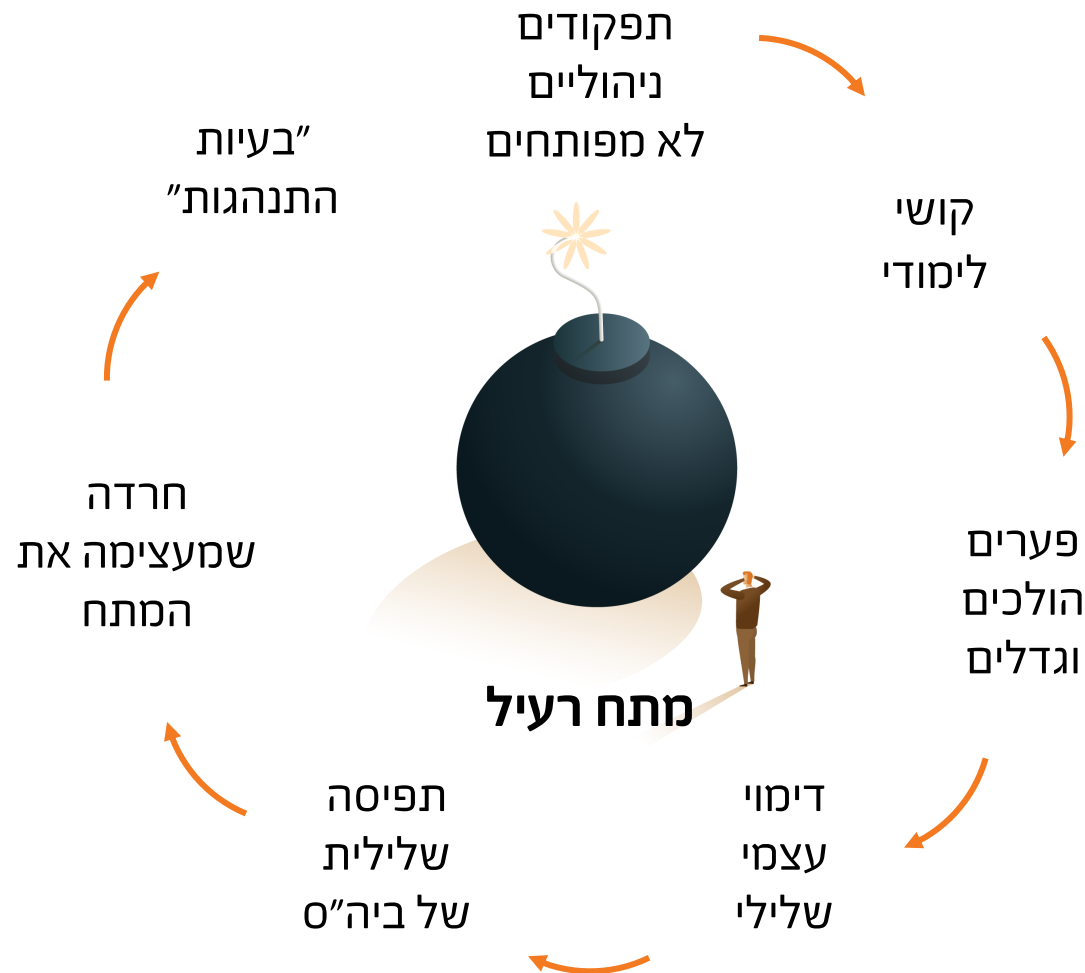 תפקודים
ניהוליים
לא מפותחים
קושי
לימודי
פערים
הולכים
וגדלים
דימוי
עצמי
שלילי
תפיסה
שלילית
של ביה"ס
חרדה
שמעצימה את
המתח
"בעיות
התנהגות"
מתח רעיל